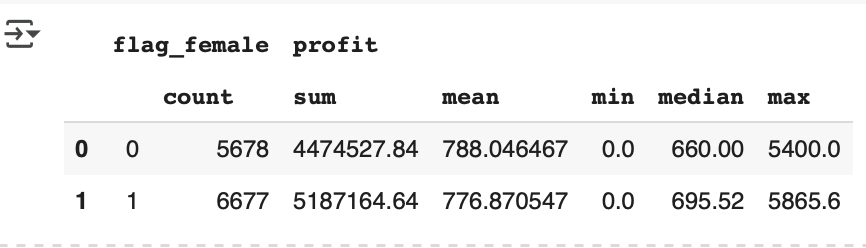 flag_female profit
count sum mean min median max
0 0 5678 4474527.84 788.046467 0.0 660.00 5400.0
1 1 6677 5187164.64 776.870547 0.0 695.52 5865.6